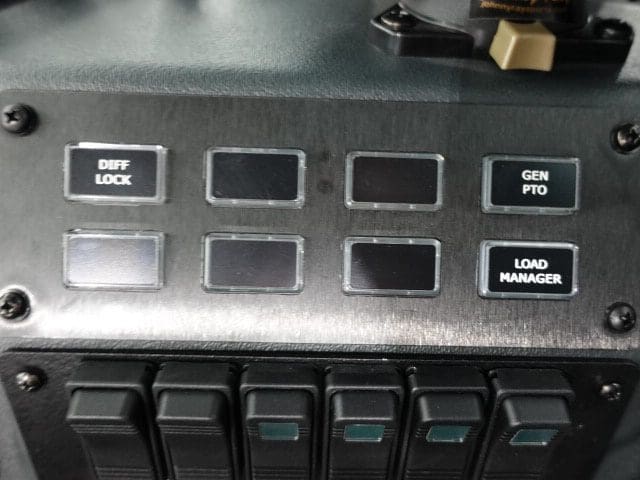 DIFF
LOCK
GEN
PTO
LOAD
MANAGER